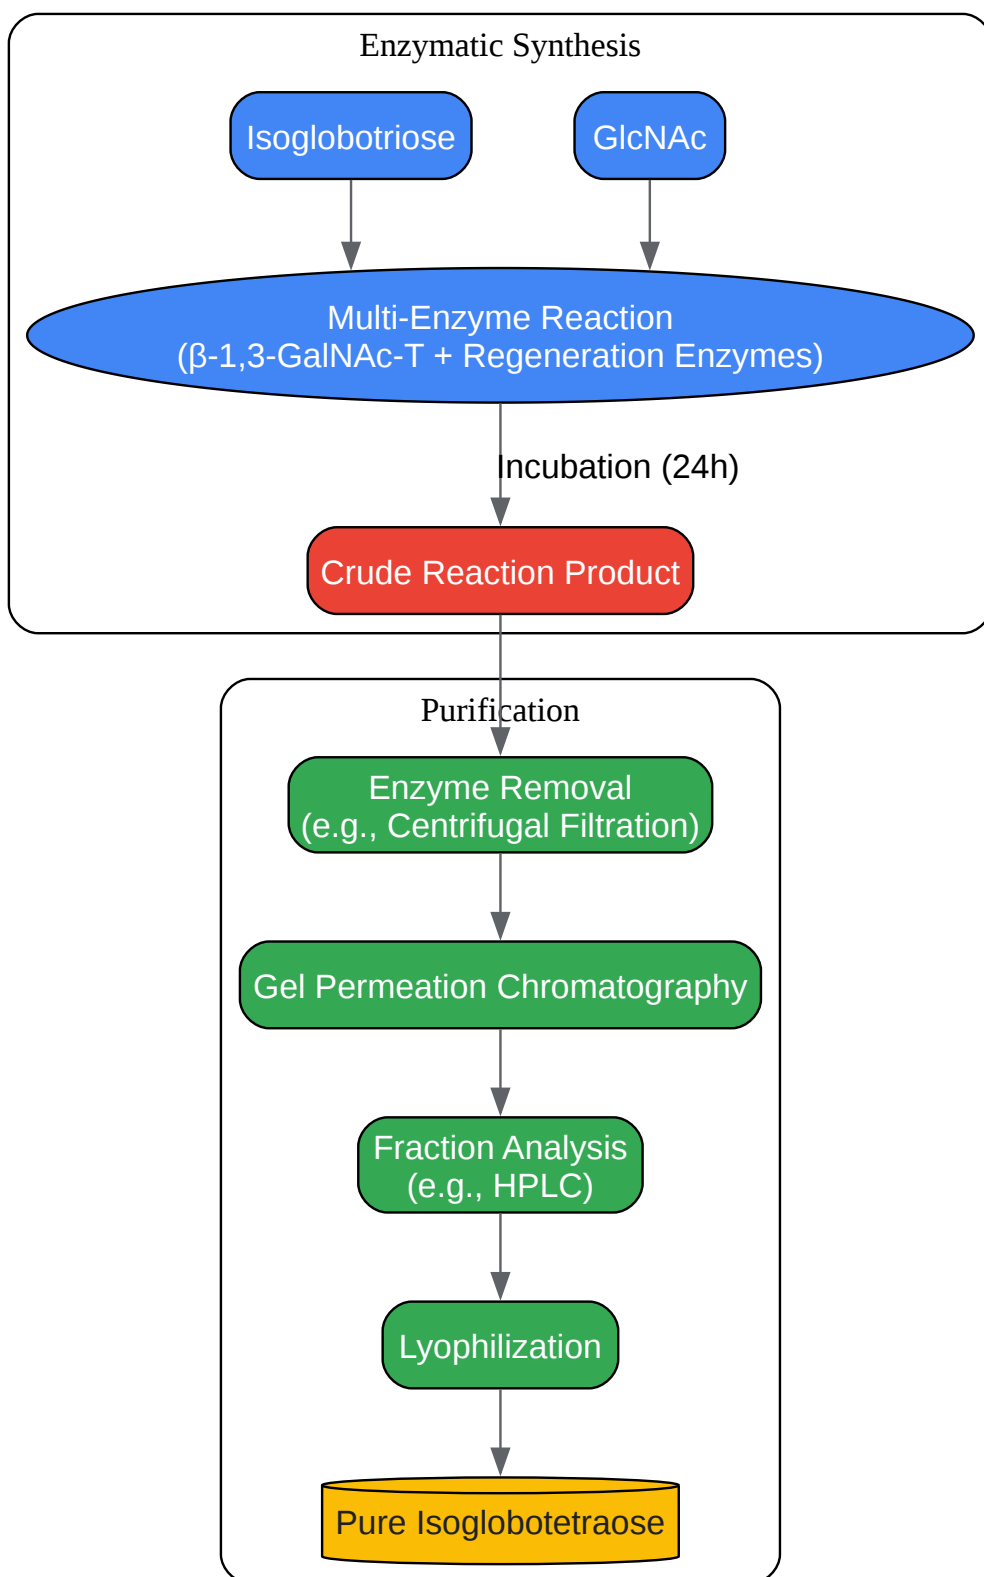 Enzymatic Synthesis
Isoglobotriose
GlcNAc
Multi-Enzyme Reaction
(β-1,3-GalNAc-T + Regeneration Enzymes)
Incubation (24h)
Crude Reaction Product
Purification
Enzyme Removal
(e.g., Centrifugal Filtration)
Gel Permeation Chromatography
Fraction Analysis
(e.g., HPLC)
Lyophilization
Pure Isoglobotetraose